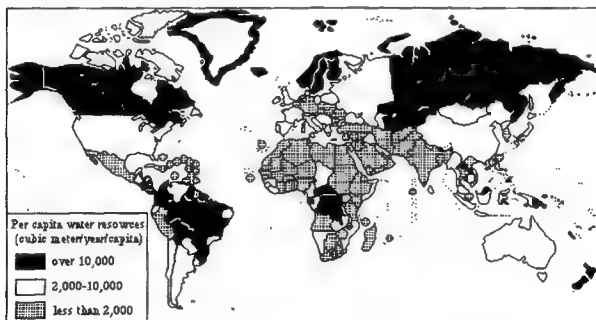 Per capita water resources
(cubic meter/year/capita)
over 10,000
2,000-10,000
less than 2,000